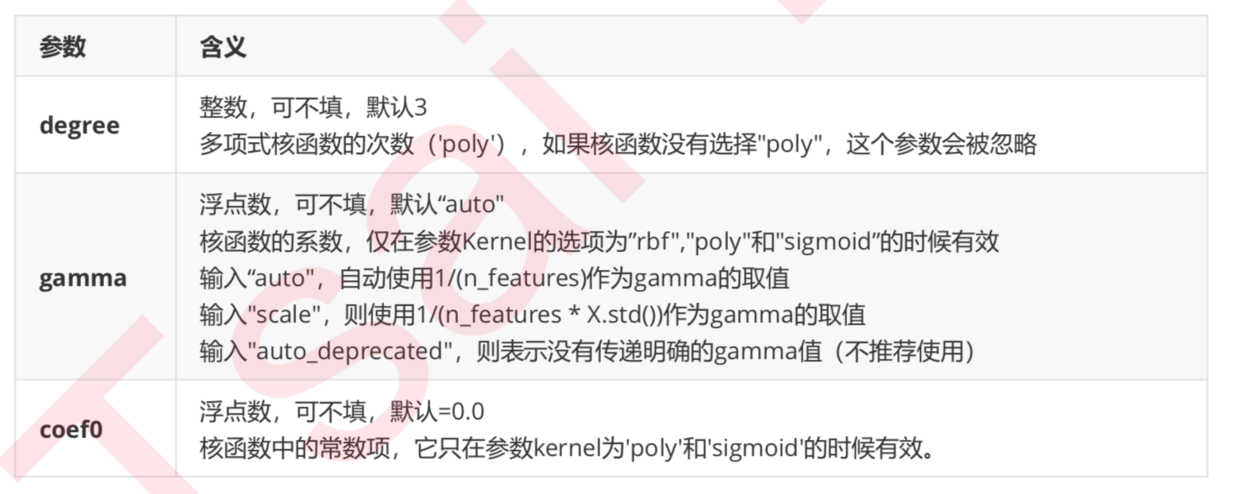 参数 含义
degree
整数，可不填，默认3
多项式核函数的次数（'poly'），如果核函数没有选择"poly"，这个参数会被忽略
gamma
浮点数，可不填，默认“auto"
核函数的系数，仅在参数Kernel的选项为”rbf","poly"和"sigmoid”的时候有效
输入“auto"，自动使用1/(n_features)作为gamma的取值
输入"scale"，则使用1/(n_features * X.std())作为gamma的取值
输入"auto_deprecated"，则表示没有传递明确的gamma值（不推荐使用）
coef0
浮点数，可不填，默认=0.0
核函数中的常数项，它只在参数kernel为'poly'和'sigmoid'的时候有效。
Tsai